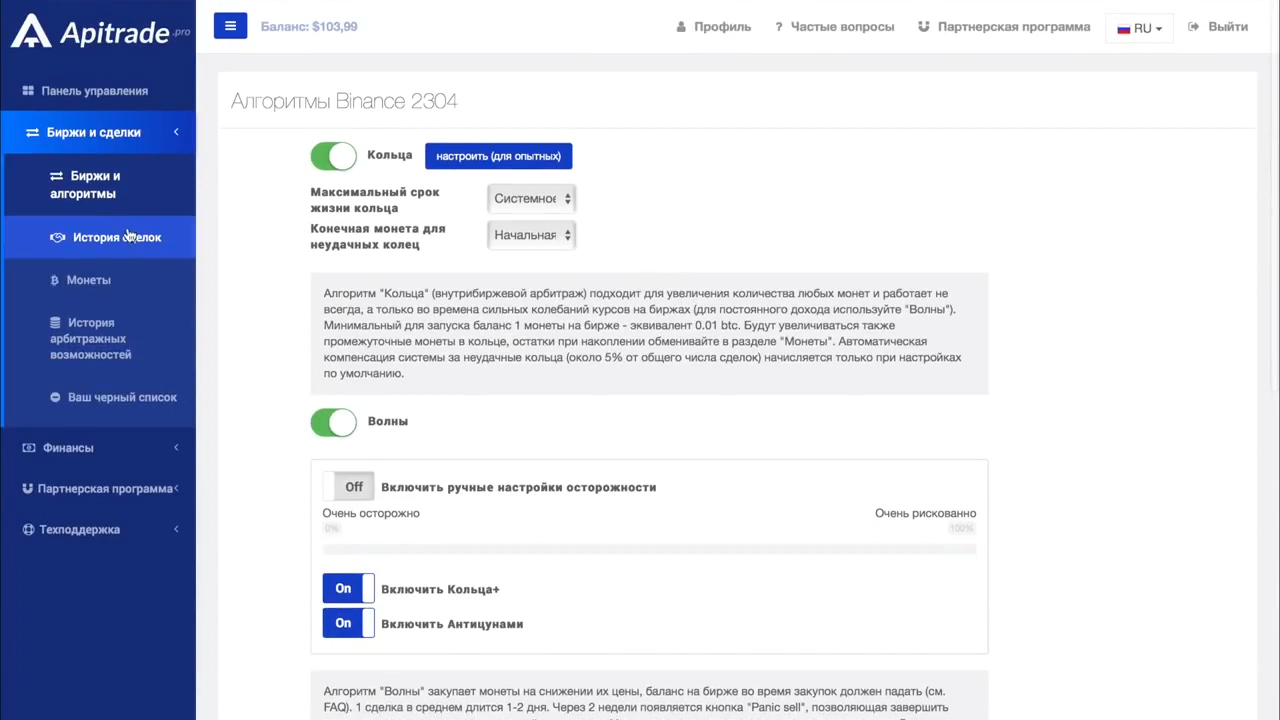 Apitrade.pro
Баланс: $103,99
Профиль
? Частые вопросы
Партнерская программа
RU
Выйти
Панель управления
Биржи и сделки
Биржи и
алгоритмы
История сделок
Монеты
История
арбитражных
возможностей
Ваш черный список
Финансы
Партнерская программа
Техподдержка
Алгоритмы Binance 2304
Кольца
настроить (для опытных)
Максимальный срок
жизни кольца
Системное
Конечная монета для
неудачных колец
Начальная
Алгоритм "Кольца" (внутрибиржевой арбитраж) подходит для увеличения количества любых монет и работает не
всегда, а только во времена сильных колебаний курсов на биржах (для постоянного дохода используйте "Волны").
Минимальный для запуска баланс 1 монеты на бирже - эквивалент 0.01 btc. Будут увеличиваться также
промежуточные монеты в кольце, остатки при накоплении обменивайте в разделе "Монеты". Автоматическая
компенсация системы за неудачные кольца (около 5% от общего числа сделок) начисляется только при настройках
по умолчанию.
Волны
Off
Включить ручные настройки осторожности
Очень осторожно
Очень рискованно
0%
100%
On
Включить Кольца+
On
Включить Антицунами
Алгоритм "Волны" закупает монеты на снижении их цены, баланс на бирже во время закупок должен падать (см.
FAQ). 1 сделка в среднем длится 1-2 дня. Через 2 недели появляется кнопка "Panic sell", позволяющая завершить